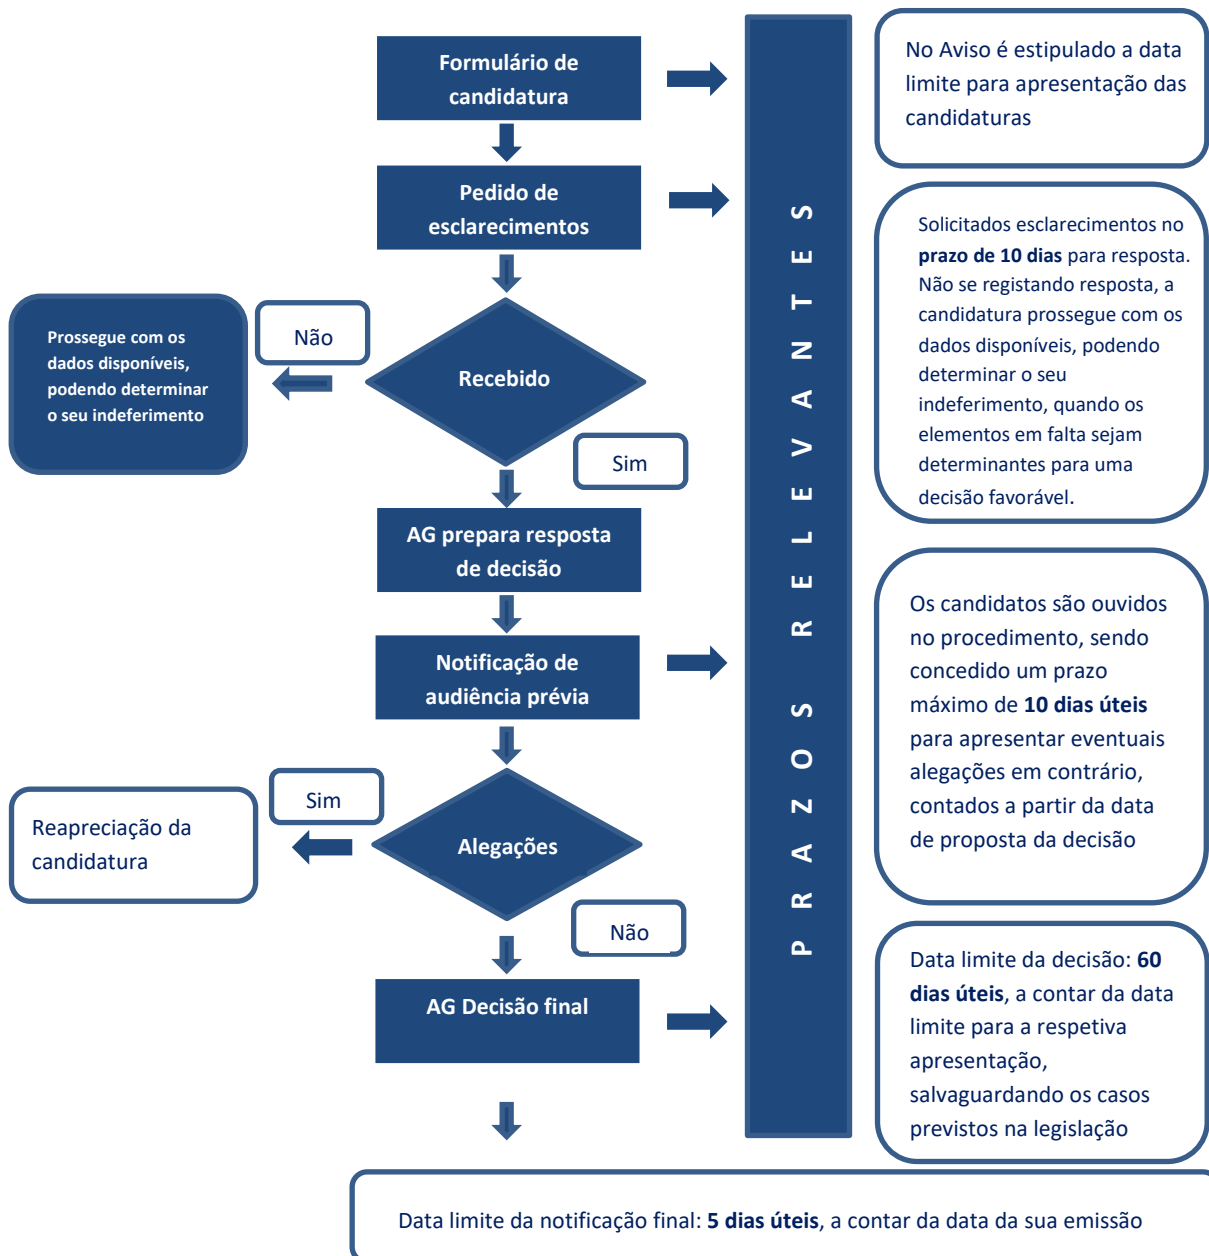 Formulário de
candidatura
No Aviso é estipulado a data
limite para apresentação das
candidaturas
Pedido de
esclarecimentos
Solicitados esclarecimentos no
prazo de 10 dias para resposta.
Não se registando resposta, a
candidatura prossegue com os
dados disponíveis, podendo
determinar o seu
indeferimento, quando os
elementos em falta sejam
determinantes para uma
decisão favorável.
Não
Prossegue com os
dados disponíveis,
podendo determinar
o seu indeferimento
Recebido
Sim
AG prepara resposta
de decisão
Notificação de
audiência prévia
Os candidatos são ouvidos
no procedimento, sendo
concedido um prazo
máximo de 10 dias úteis
para apresentar eventuais
alegações em contrário,
contados a partir da data
de proposta da decisão
Sim
Reapreciação da
candidatura
Alegações
Não
AG Decisão final
Data limite da decisão: 60
dias úteis, a contar da data
limite para a respetiva
apresentação,
salvaguardando os casos
previstos na legislação
PRAZOS RELEVANTES
Data limite da notificação final: 5 dias úteis, a contar da data da sua emissão